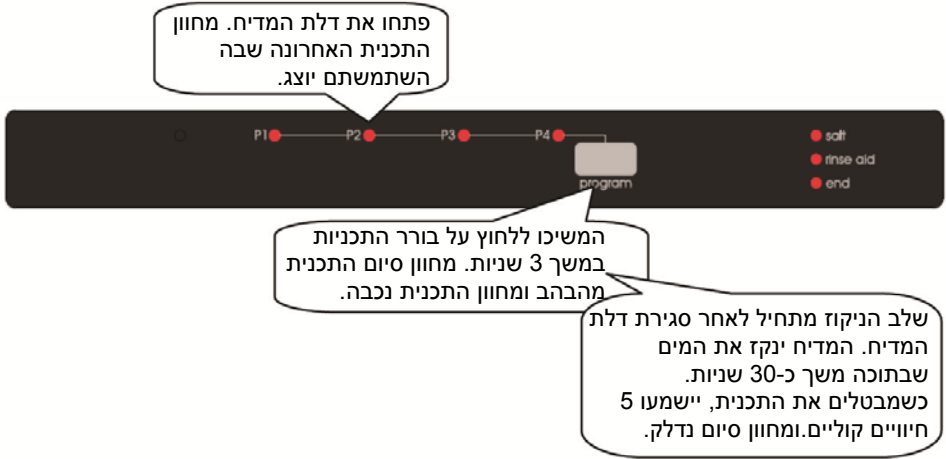 פתחו את דלת המדיח. מחוון
התכנית האחרונה שבה
השתמשתם יוצג.
P1 P2 P3 P4
salt
rinse aid
end
program
המשיכו ללחוץ על בורר התכניות
במשך 3 שניות. מחוון סיום התכנית
מהבהב ומחוון התכנית נכבה.
שלב הניקוז מתחיל לאחר סגירת דלת
המדיח. המדיח ינקז את המים
שבתוכה משך כ-30 שניות.
כשמבטלים את התכנית, יישמעו 5
חיוויים קוליים.ומחוון סיום נדלק.